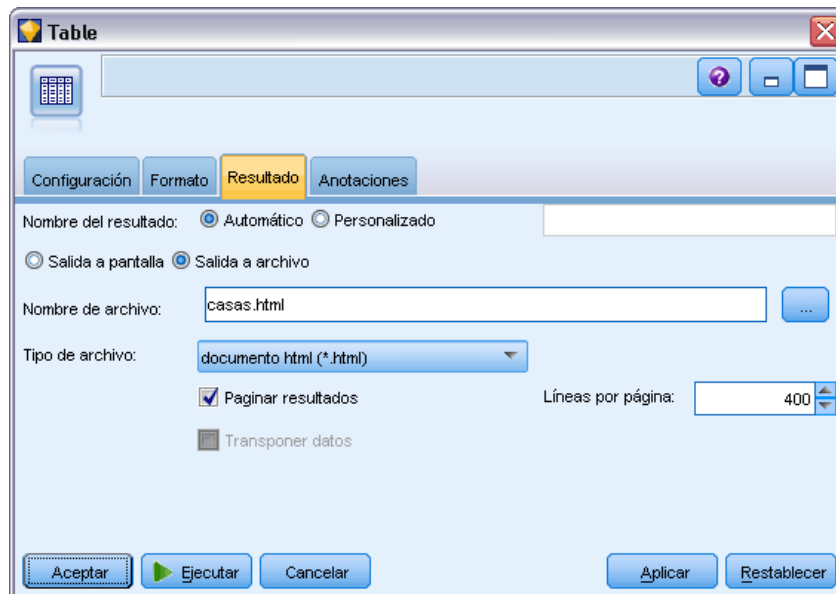 Table
Configuración Formato Resultado Anotaciones
Nombre del resultado: Automático Personalizado
Salida a pantalla Salida a archivo
Nombre de archivo: casas.html ...
Tipo de archivo: documento html (*.html)
Paginar resultados Líneas por página: 400
Transponer datos
Aceptar Ejecutar Cancelar Aplicar Restablecer